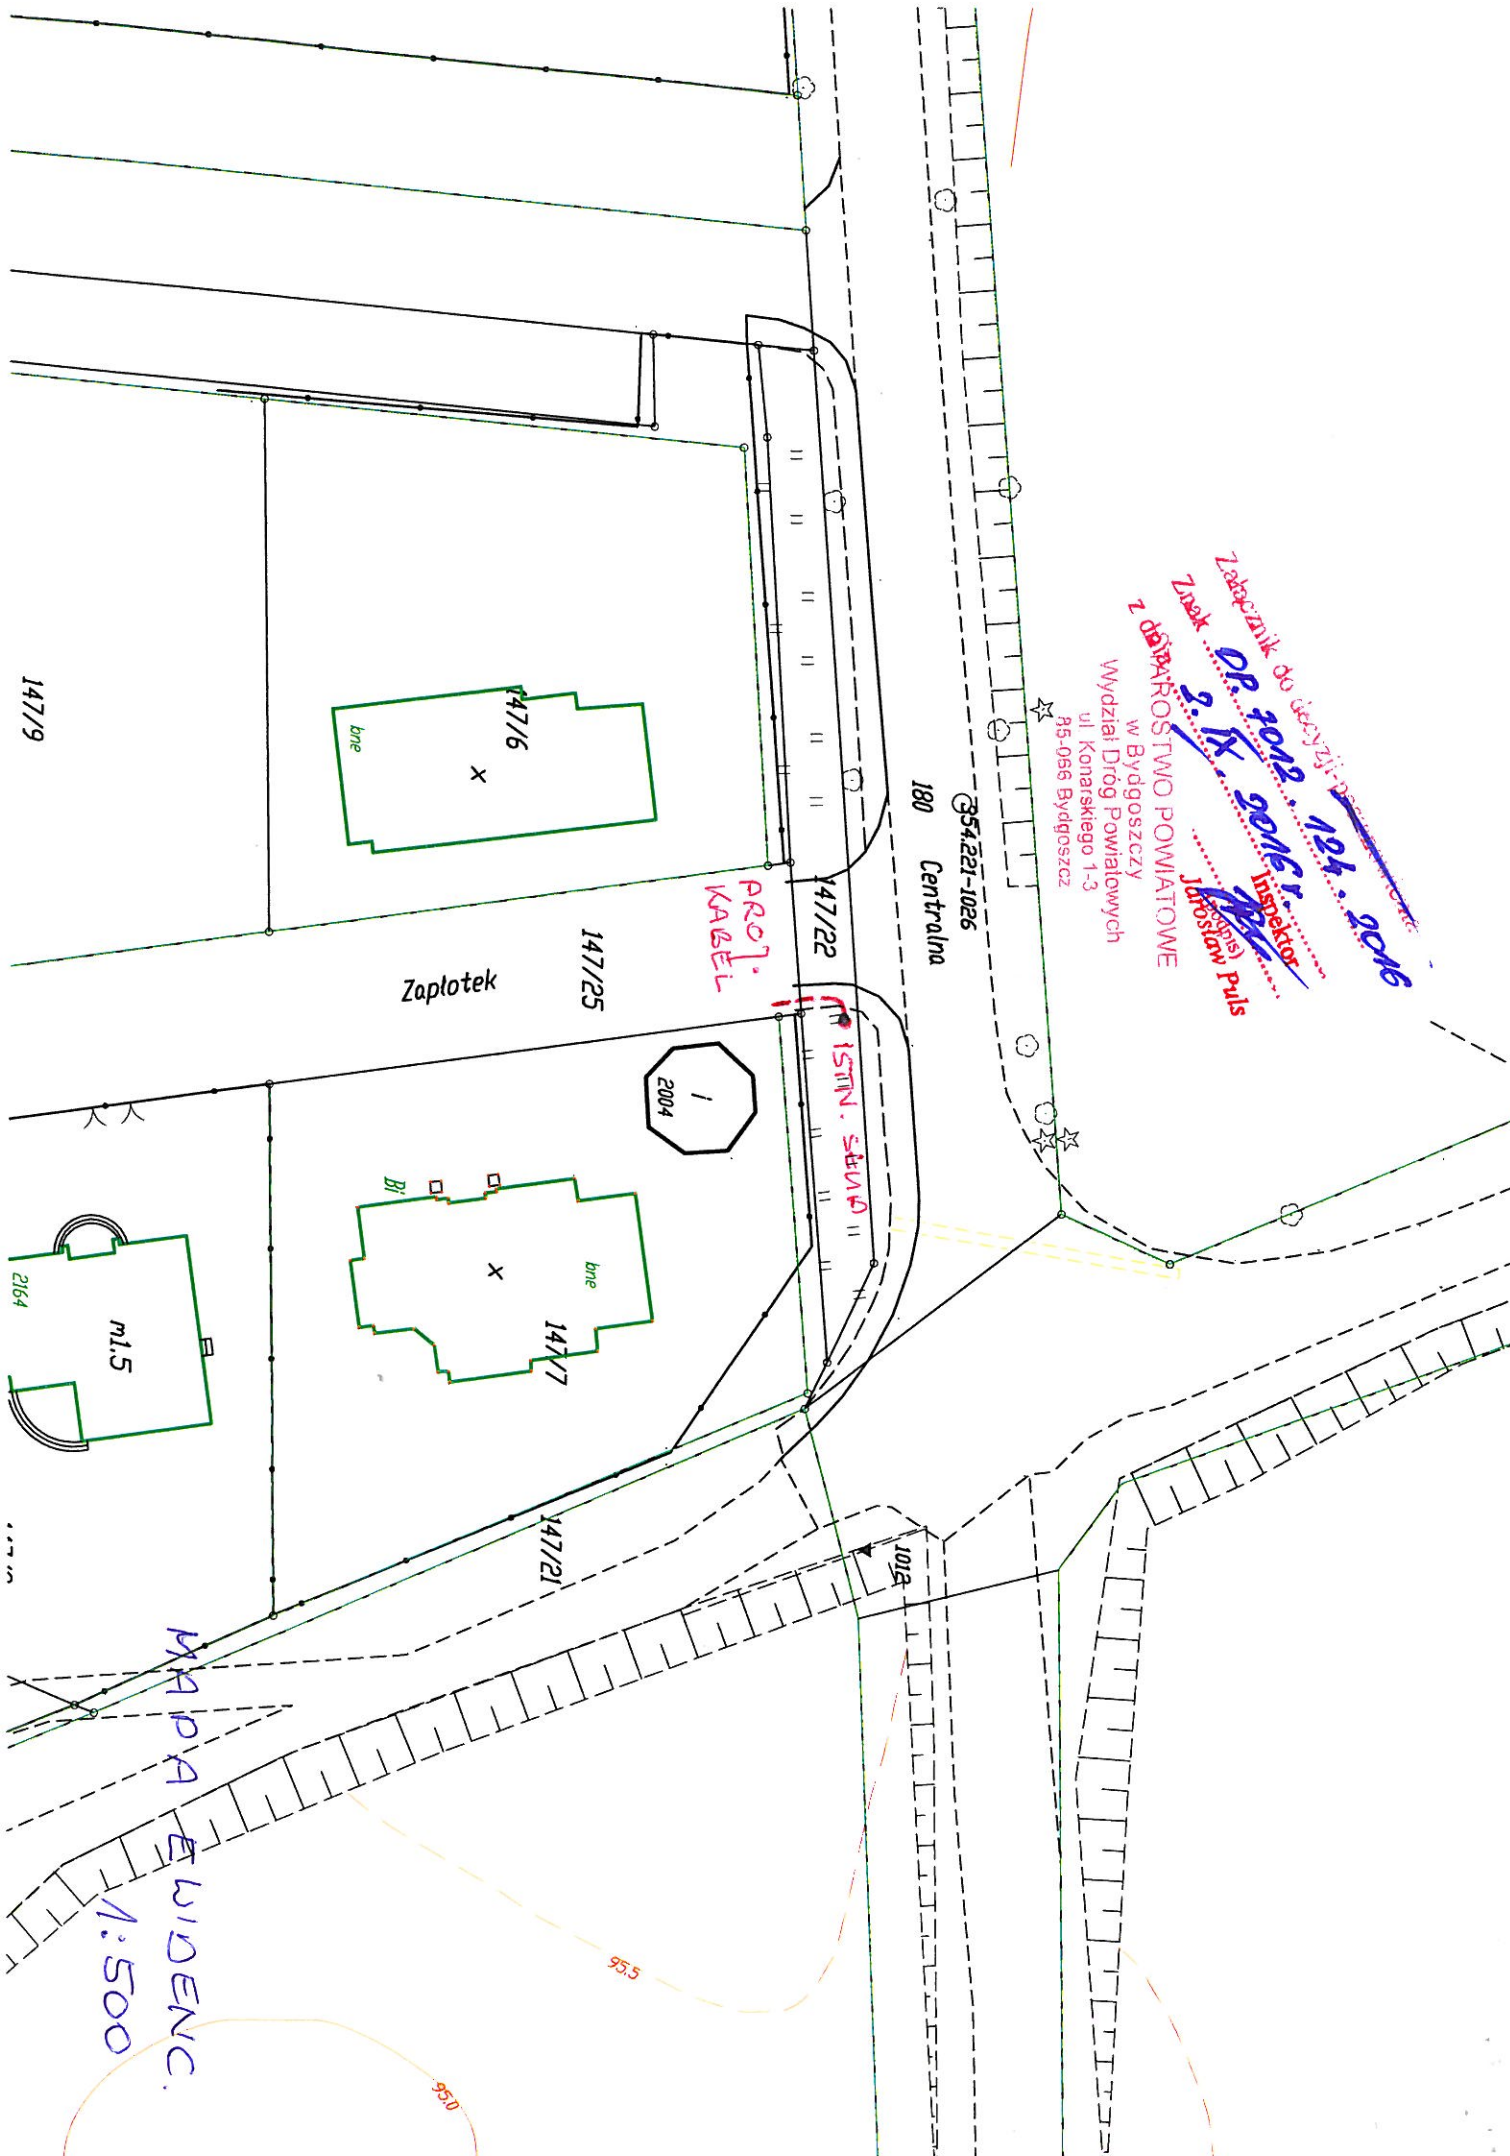 Załącznik do decyzji
Znak DP. 7012. 124. 2016
z dnia 2. IX. 2016 r.
STAROSTWO POWIATOWE
w Bydgoszczy
Wydział Dróg Powiatowych
ul Konarskiego 1-3
85-066 Bydgoszcz
Inspektor
(podpis)
Jarosław Puls
354.221-1026
180 Centralna
147/22
PROJ.
KABEL
ISTN. SŁUP
147/6
x
bne
147/9
147/25
Zapłotek
1
2004
Bi
bne
x
147/7
m1.5
2164
147/21
1012
95.5
95.0
MAPA EWIDENC.
1:500